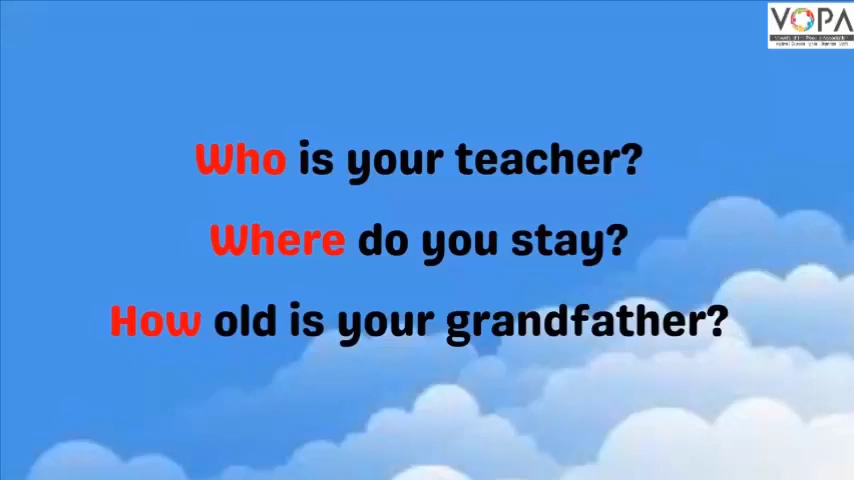 VOPA
Who is your teacher?
Where do you stay?
How old is your grandfather?